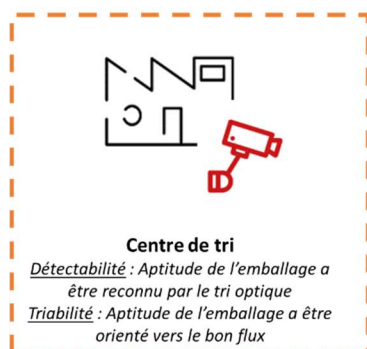 Centre de tri
Détectabilité : Aptitude de l'emballage a
être reconnu par le tri optique
Triabilité : Aptitude de l'emballage a être
orienté vers le bon flux